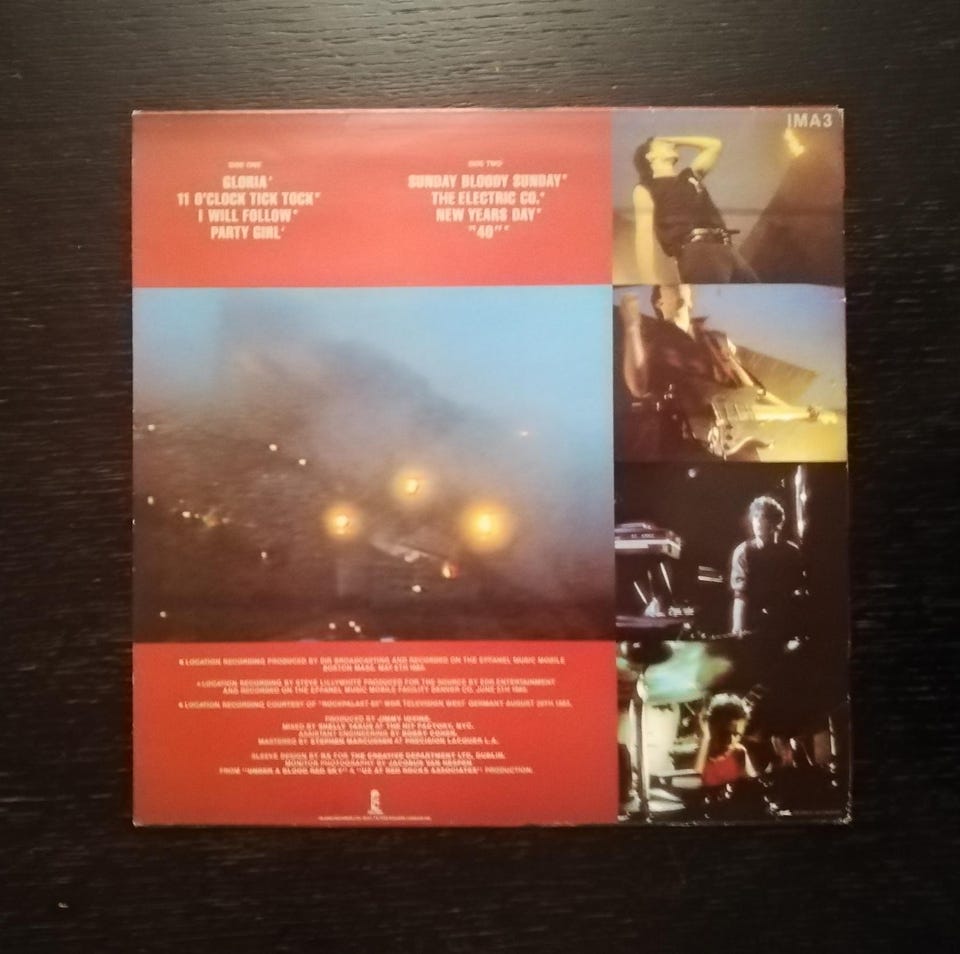 IMA3
SIDE ONE
GLORIA*
11 O'CLOCK TICK TOCK*
I WILL FOLLOW*
PARTY GIRL*
SIDE TWO
SUNDAY BLOODY SUNDAY*
THE ELECTRIC CO.*
NEW YEARS DAY*
"40"*
LOCATION RECORDING PRODUCED BY DIR BROADCASTING AND RECORDED ON THE EFFANEL MUSIC MOBILE
BOSTON MASS. MAY 6TH 1983.
LOCATION RECORDING BY STEVE LILLYWHITE PRODUCED FOR THE SOURCE BY EDR ENTERTAINMENT
AND RECORDED ON THE EFFANEL MUSIC MOBILE FACILITY DENVER CO. JUNE 5TH 1983.
LOCATION RECORDING COURTESY OF "ROCKPALAST 83" WDR TELEVISION WEST GERMANY AUGUST 20TH 1983.
PRODUCED BY JIMMY IOVINE.
MIXED BY SHELLY YAKUS AT THE HIT FACTORY, NYC.
ASSISTANT ENGINEERING BY BOBBY COHEN.
MASTERED BY STEPHEN MARCUSSEN AT PRECISION LACQUER L.A.
SLEEVE DESIGN BY RX FOR THE CREATIVE DEPARTMENT LTD, DUBLIN.
MONITOR PHOTOGRAPHY BY JACOBUS VAN HESPEN
FROM "UNDER A BLOOD RED SKY" A "U2 AT RED ROCKS ASSOCIATES" PRODUCTION.